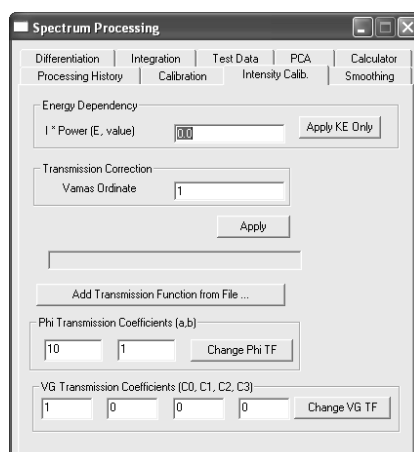 Spectrum Processing
Differentiation Integration Test Data PCA Calculator
Processing History Calibration Intensity Calib. Smoothing
Energy Dependency
I * Power (E, value) 0.0 Apply KE Only
Transmission Correction
Vamas Ordinate 1
Apply
Add Transmission Function from File ...
Phi Transmission Coefficients (a,b)
10 1 Change Phi TF
VG Transmission Coefficients (C0, C1, C2, C3)
1 0 0 0 Change VG TF